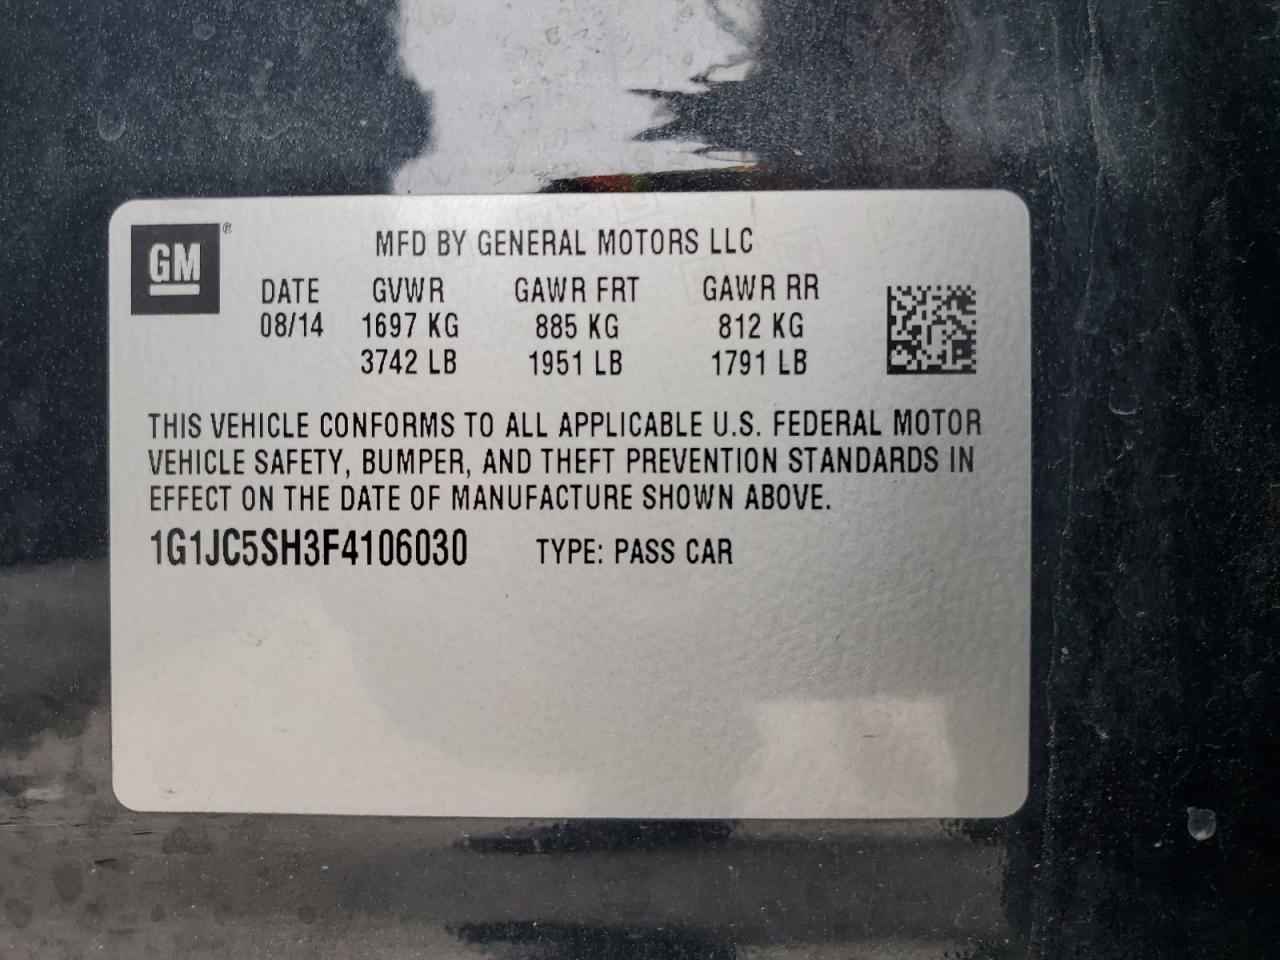 GM®
MFD BY GENERAL MOTORS LLC
DATE GVWR GAWR FRT GAWR RR
08/14 1697 KG 885 KG 812 KG
3742 LB 1951 LB 1791 LB
THIS VEHICLE CONFORMS TO ALL APPLICABLE U.S. FEDERAL MOTOR
VEHICLE SAFETY, BUMPER, AND THEFT PREVENTION STANDARDS IN
EFFECT ON THE DATE OF MANUFACTURE SHOWN ABOVE.
1G1JC5SH3F4106030 TYPE: PASS CAR